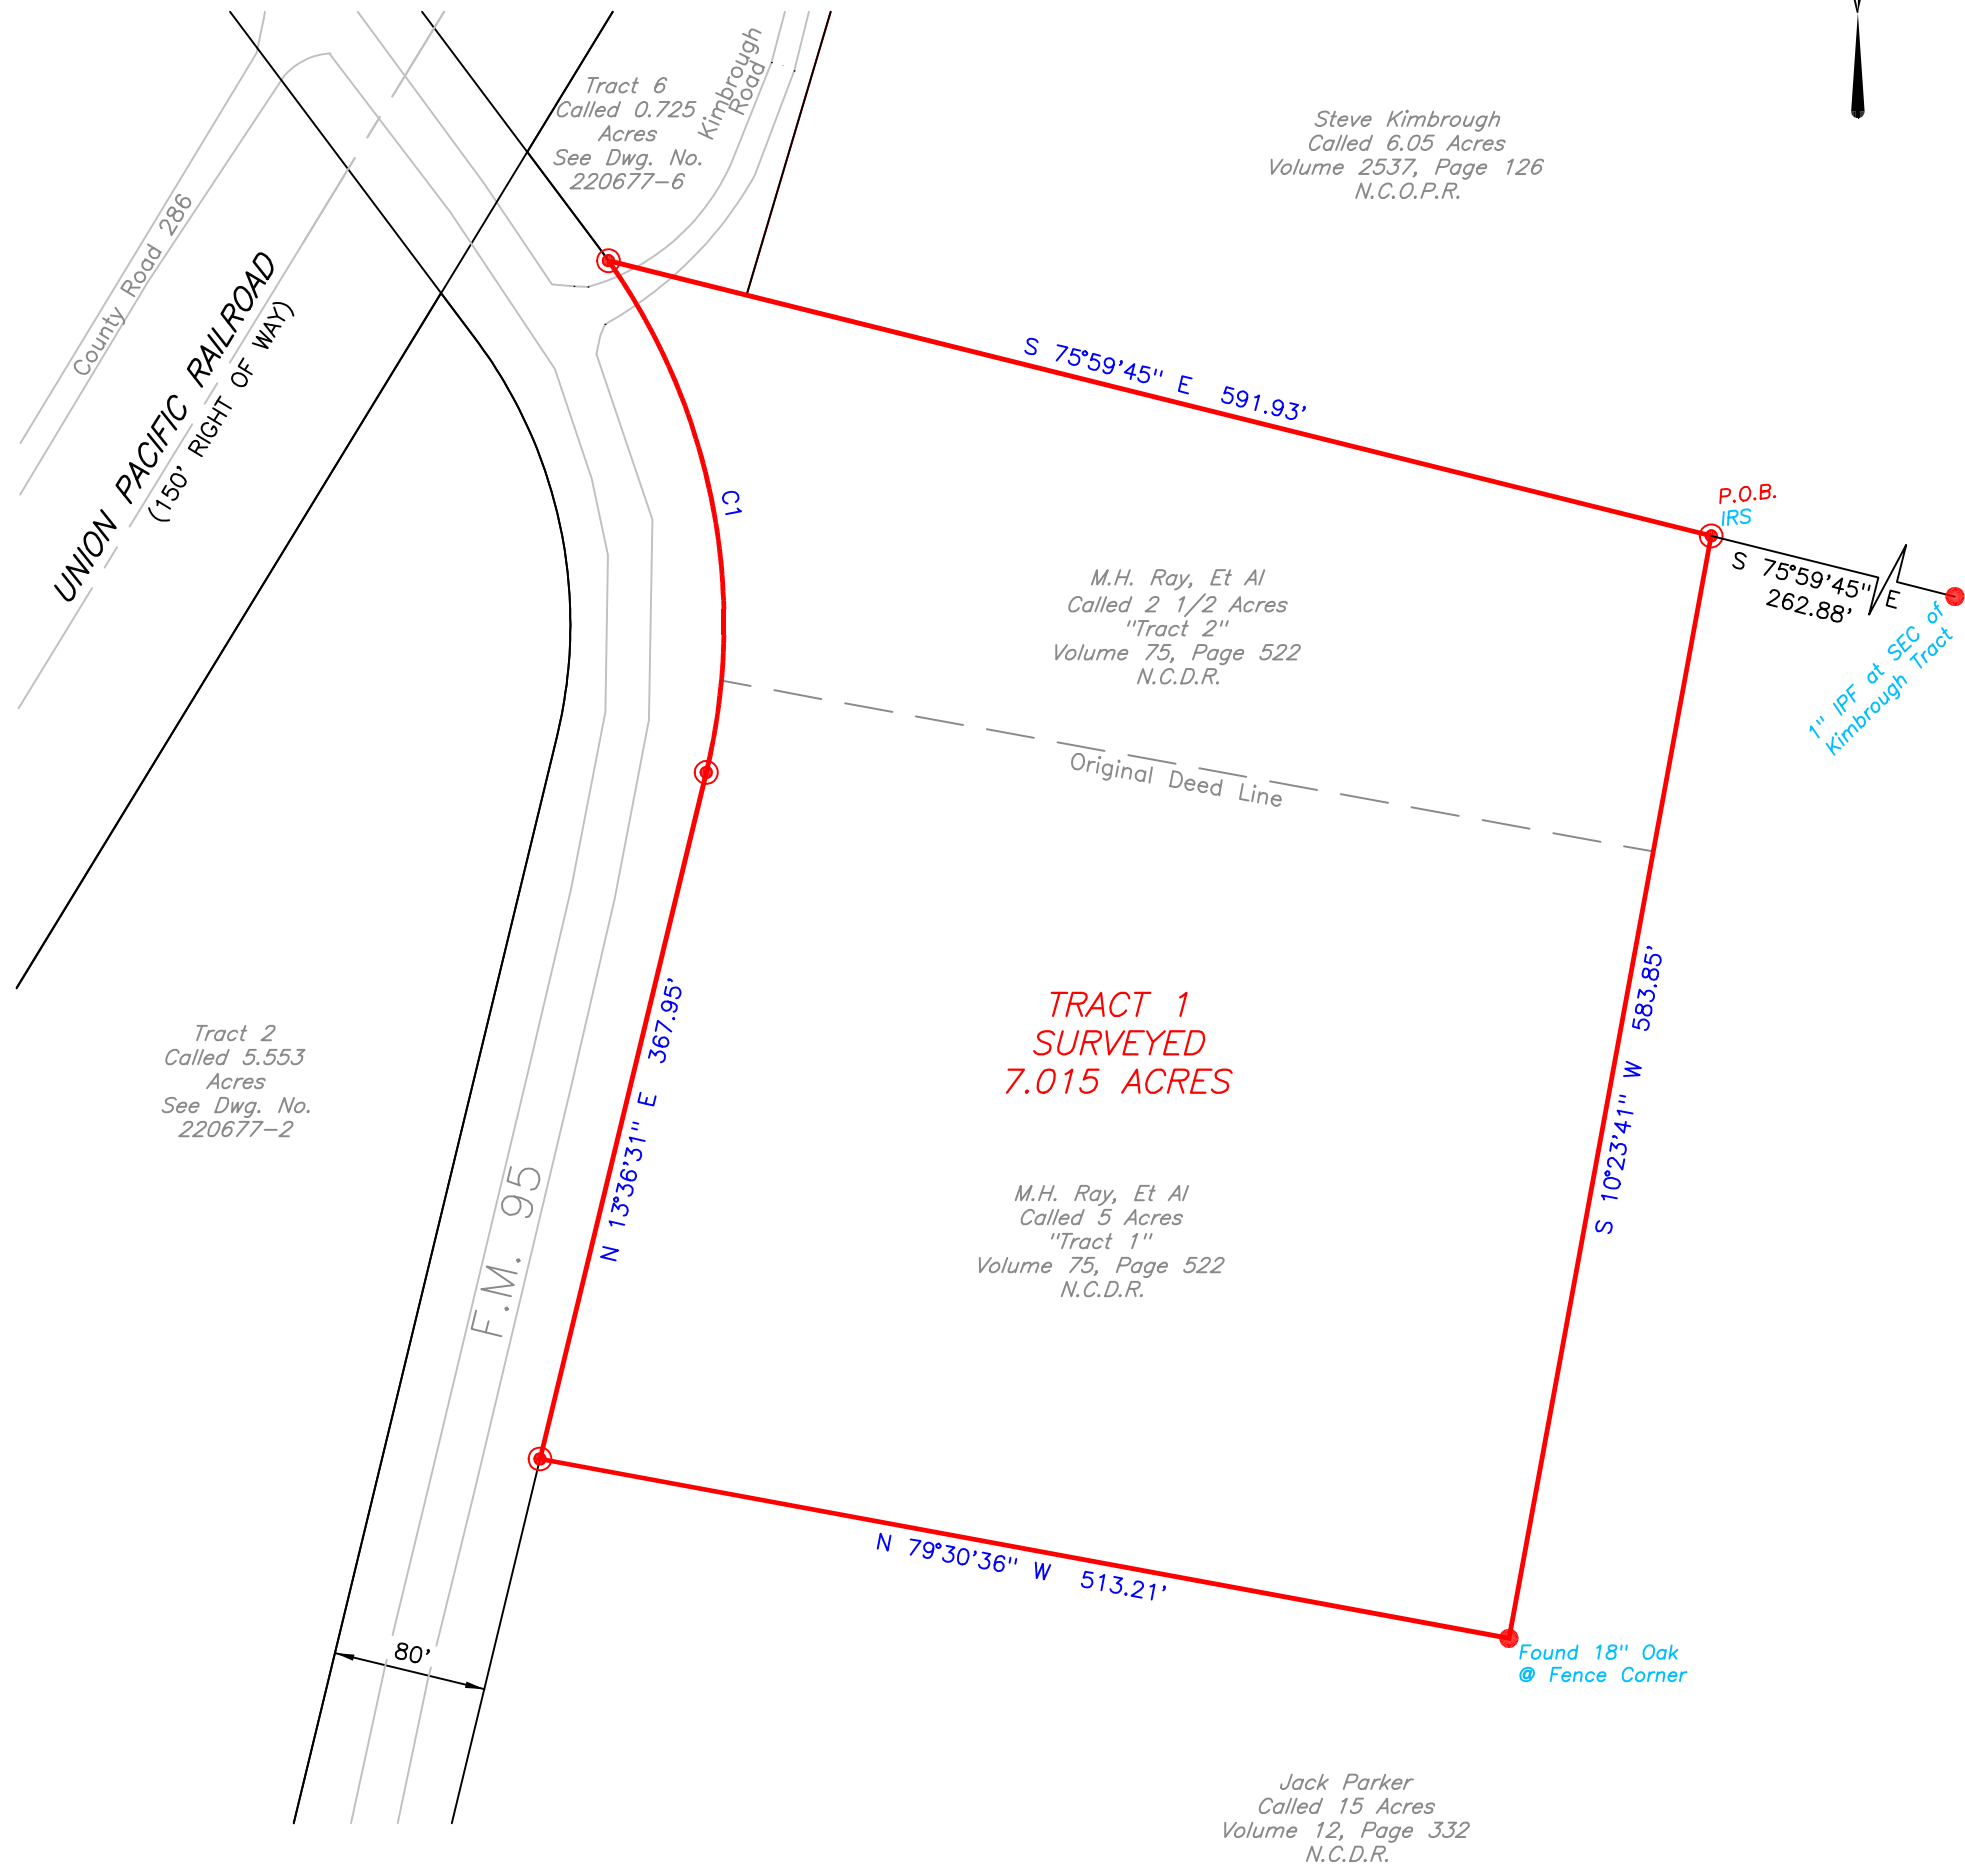 Tract 6
Called 0.725
Acres
See Dwg. No.
220677-6
Kimbrough
Road
Steve Kimbrough
Called 6.05 Acres
Volume 2537, Page 126
N.C.O.P.R.
County Road 286
UNION PACIFIC RAILROAD
(150' RIGHT OF WAY)
S 75°59'45" E 591.93'
C1
P.O.B.
IRS
S 75°59'45" E
262.88'
1" IPF at SEC of
Kimbrough Tract
M.H. Ray, Et Al
Called 2 1/2 Acres
"Tract 2"
Volume 75, Page 522
N.C.D.R.
Original Deed Line
S 10°23'41" W 583.85'
TRACT 1
SURVEYED
7.015 ACRES
N 13°36'31" E 367.95'
Tract 2
Called 5.553
Acres
See Dwg. No.
220677-2
F.M. 95
M.H. Ray, Et Al
Called 5 Acres
"Tract 1"
Volume 75, Page 522
N.C.D.R.
N 79°30'36" W 513.21'
80'
Found 18" Oak
@ Fence Corner
Jack Parker
Called 15 Acres
Volume 12, Page 332
N.C.D.R.